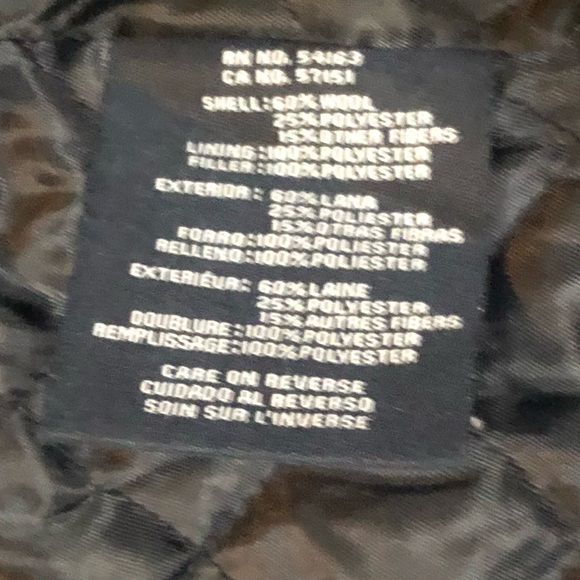 RN NO. 54163
CA NO. 57151
SHELL:60% WOOL
25% POLYESTER
15% OTHER FIBERS
LINING:100% POLYESTER
FILLER:100% POLYESTER
EXTERIOR: 60% LANA
25% POLIESTER
15% OTRAS FIBRAS
FORRO:100% POLIESTER
RELLENO:100% POLIESTER
EXTERIEUR: 60% LAINE
25% POLYESTER
15% AUTRES FIBERS
DOUBLURE:100% POLYESTER
REMPLISSAGE:100% POLYESTER
CARE ON REVERSE
CUIDADO AL REVERSO
SOIN SUR L'INVERSE